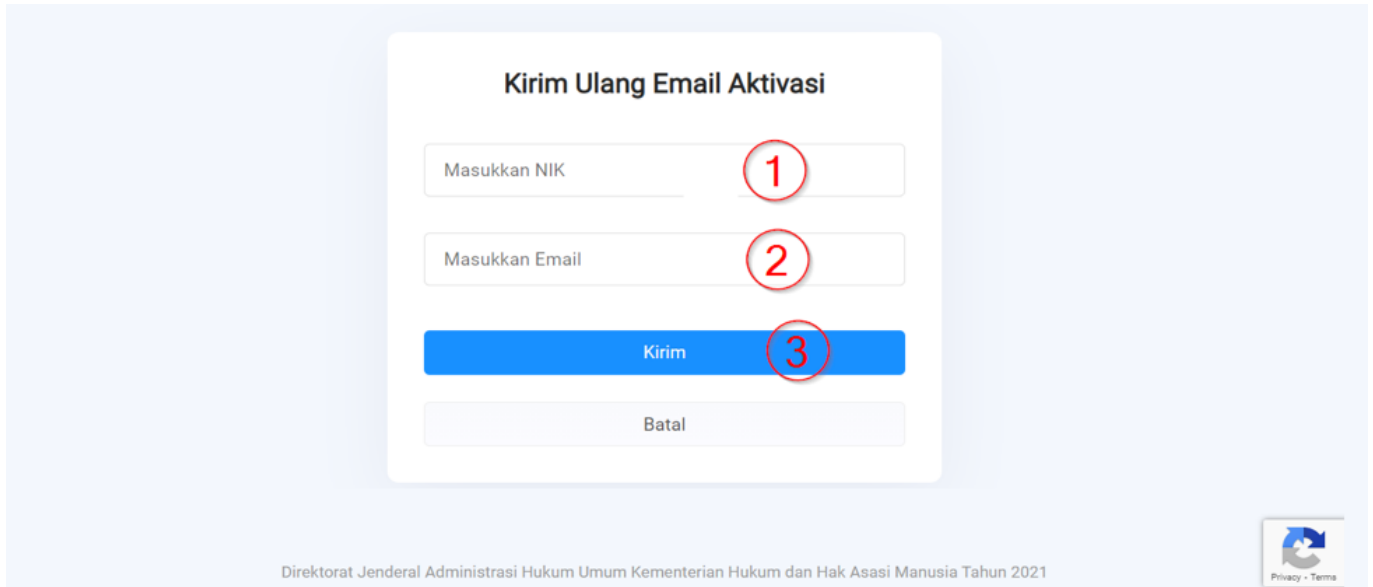 Kirim Ulang Email Aktivasi
Masukkan NIK 1
Masukkan Email 2
Kirim 3
Batal
Direktorat Jenderal Administrasi Hukum Umum Kementerian Hukum dan Hak Asasi Manusia Tahun 2021
Privacy - Terms